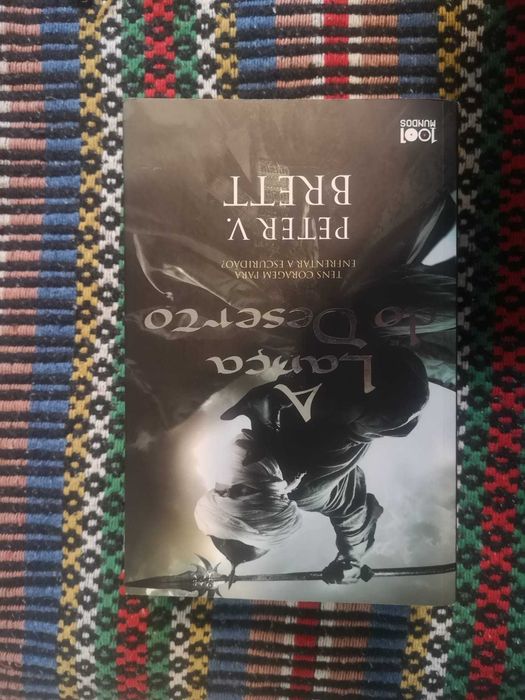 A
Lança
do Deserto
TENS CORAGEM PARA
ENFRENTAR A ESCURIDÃO?
PETER V.
BRETT
1001
MUNDOS